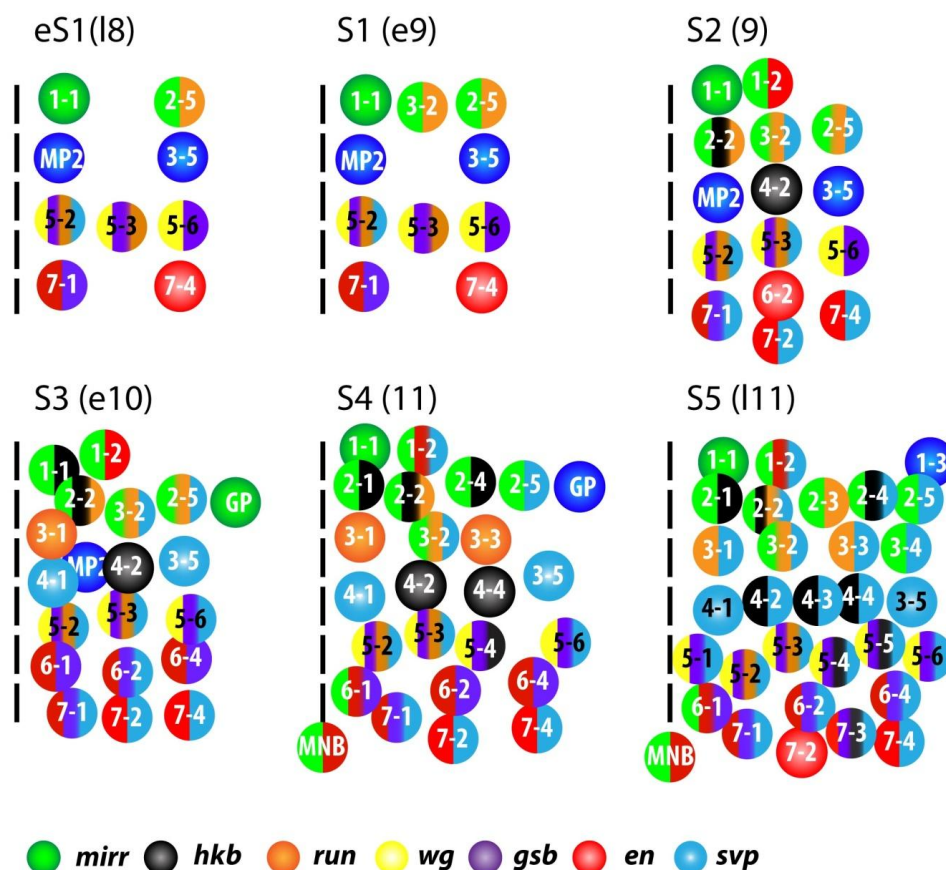 eS1(l8) S1 (e9) S2 (9)
1-1 2-5 1-1 3-2 2-5 1-1 1-2
2-2 3-2 2-5
MP2 3-5 MP2 3-5 MP2 4-2 3-5
5-2 5-3 5-6 5-2 5-3 5-6 5-2 5-3 5-6
7-1 7-4 7-1 7-4 7-1 6-2 7-4
7-2
S3 (e10) S4 (11) S5 (l11)
1-1 1-2 1-1 1-2 1-1 1-2 1-3
2-2 3-2 2-5 GP 2-1 2-2 2-4 2-5 GP 2-1 2-2 2-3 2-4 2-5
3-1 3-1 3-2 3-3 3-1 3-2 3-3 3-4
4-1 MP2 4-2 3-5 4-1 4-2 4-4 3-5 4-1 4-2 4-3 4-4 3-5
5-2 5-3 5-6 5-2 5-3 5-4 5-6 5-1 5-2 5-3 5-4 5-5 5-6
6-1 6-2 6-4 6-1 6-2 6-4 6-1 6-2 6-4
7-1 7-2 7-4 7-1 7-2 7-4 7-1 7-2 7-3 7-4
MNB MNB
mirr hkb run wg gsb en svp